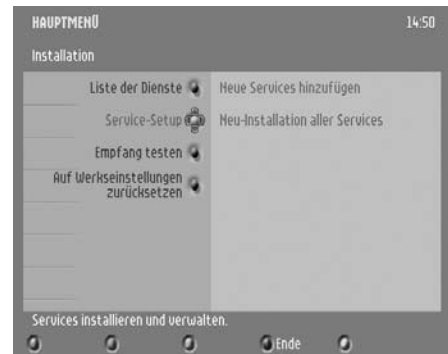 HAUPTMENÜ 14:50
Installation
Liste der Dienste Neue Services hinzufügen
Service-Setup Neu-Installation aller Services
Empfang testen
Auf Werkseinstellungen
zurücksetzen
Services installieren und verwalten.
Ende